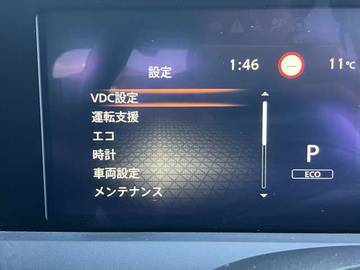 設定
1:46
11℃
VDC設定
運転支援
エコ
時計
車両設定
メンテナンス
P
ECO